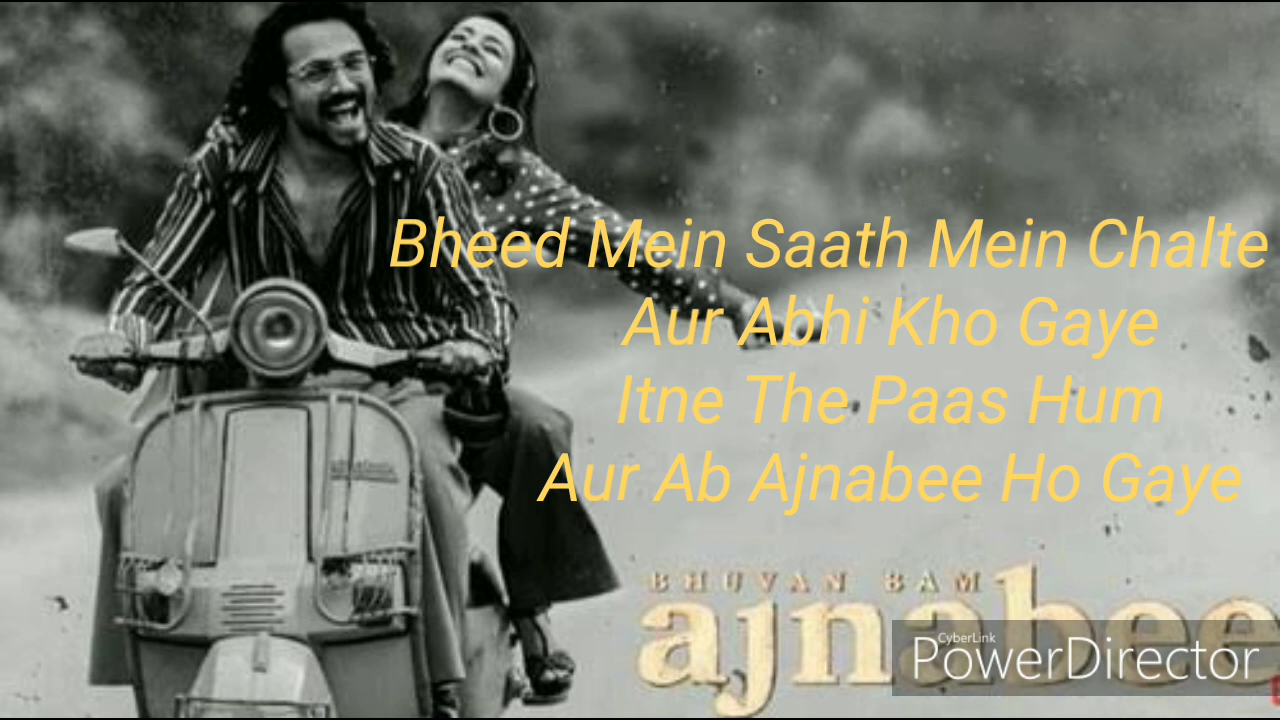 Bheed Mein Saath Mein Chalte
Aur Abhi Kho Gaye
Itne The Paas Hum
Aur Ab Ajnabee Ho Gaye
BHUVAN BAM
ajnabee
CyberLink
PowerDirector